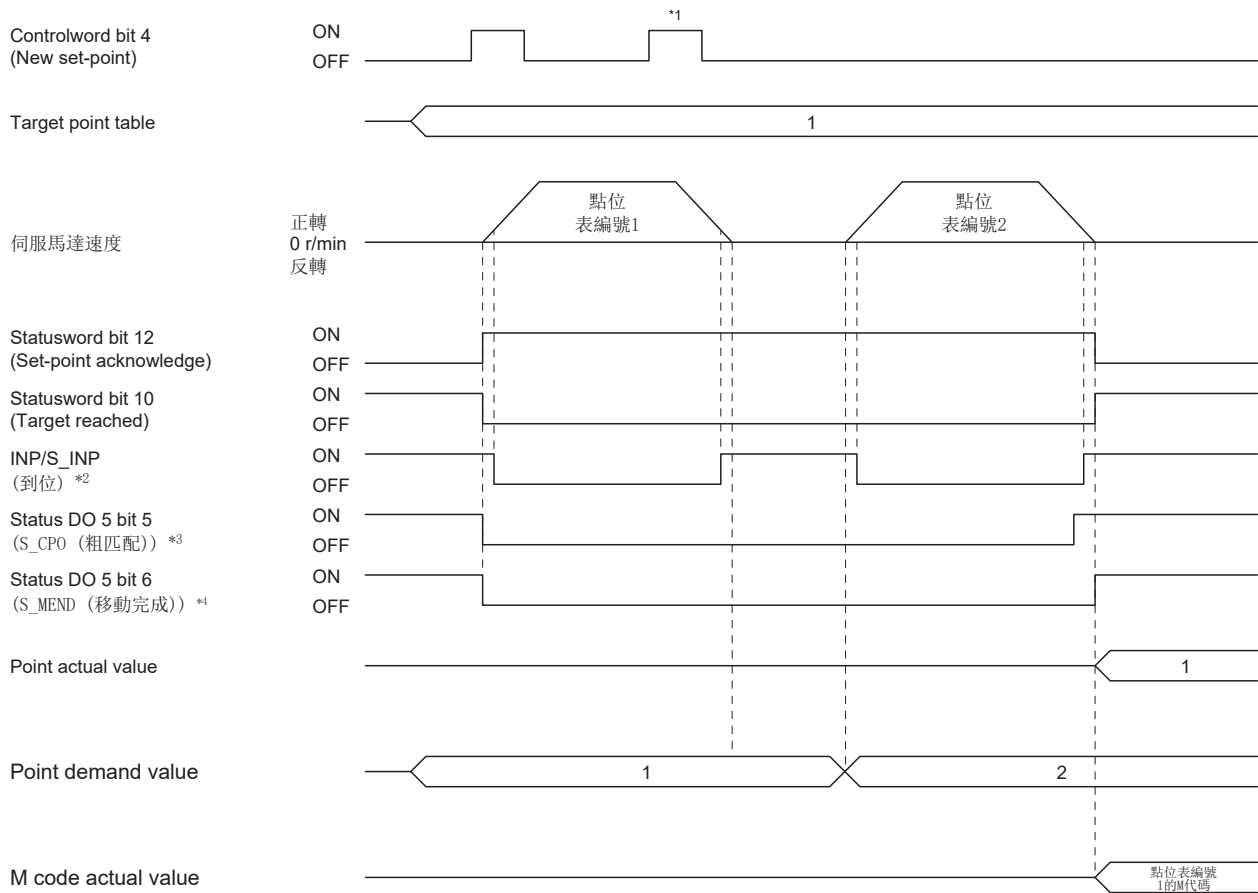 *1
Controlword bit 4
(New set-point)
ON
OFF
Target point table
1
伺服馬達速度
正轉
0 r/min
反轉
點位
表編號1
點位
表編號2
Statusword bit 12
(Set-point acknowledge)
ON
OFF
Statusword bit 10
(Target reached)
ON
OFF
INP/S_INP
(到位) *2
ON
OFF
Status DO 5 bit 5
(S_CPO (粗匹配)) *3
ON
OFF
Status DO 5 bit 6
(S_MEND (移動完成)) *4
ON
OFF
Point actual value
1
Point demand value
1
2
M code actual value
點位表編號
1的M代碼